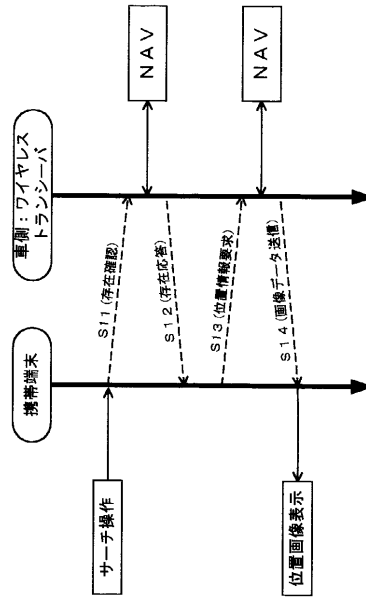 携帯端末
車側：ワイヤレス
トランシーバ
サーチ操作
S11(存在確認)
NAV
S12(存在応答)
S13(位置情報要求)
NAV
S14(画像データ送信)
位置画像表示